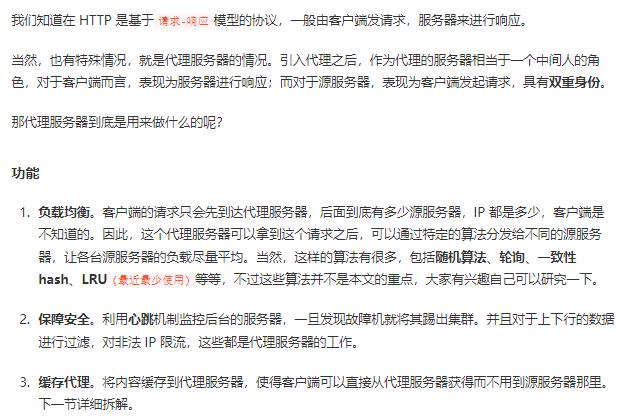 我们知道在 HTTP 是基于 请求-响应 模型的协议，一般由客户端发请求，服务器来进行响应。
当然，也有特殊情况，就是代理服务器的情况。引入代理之后，作为代理的服务器相当于一个中间人的角
色，对于客户端而言，表现为服务器进行响应；而对于源服务器，表现为客户端发起请求，具有双重身份。
那代理服务器到底是用来做什么的呢？
功能
1. 负载均衡。客户端的请求只会先到达代理服务器，后面到底有多少源服务器，IP 都是多少，客户端是
不知道的。因此，这个代理服务器可以拿到这个请求之后，可以通过特定的算法分发给不同的源服务
器，让各台源服务器的负载尽量平均。当然，这样的算法有很多，包括随机算法、轮询、一致性
hash、LRU（最近最少使用）等等，不过这些算法并不是本文的重点，大家有兴趣自己可以研究一下。
2. 保障安全。利用心跳机制监控后台的服务器，一旦发现故障机就将其踢出集群。并且对于上下行的数据
进行过滤，对非法 IP 限流，这些都是代理服务器的工作。
3. 缓存代理。将内容缓存到代理服务器，使得客户端可以直接从代理服务器获得而不用到源服务器那里。
下一节详细拆解。